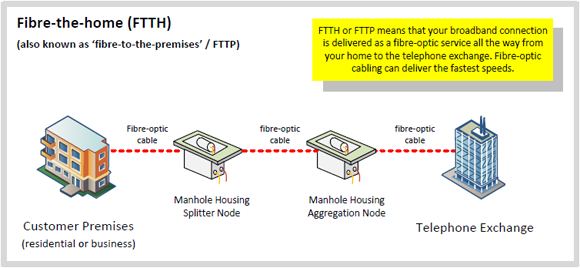 Fibre-the-home (FTTH)
(also known as ‘fibre-to-the-premises’ / FTTP)
FTTH or FTTP means that your broadband connection
is delivered as a fibre-optic service all the way from
your home to the telephone exchange. Fibre-optic
cabling can deliver the fastest speeds.
Fibre-optic
cable
fibre-optic
cable
fibre-optic
cable
Customer Premises
(residential or business)
Manhole Housing
Splitter Node
Manhole Housing
Aggregation Node
Telephone Exchange